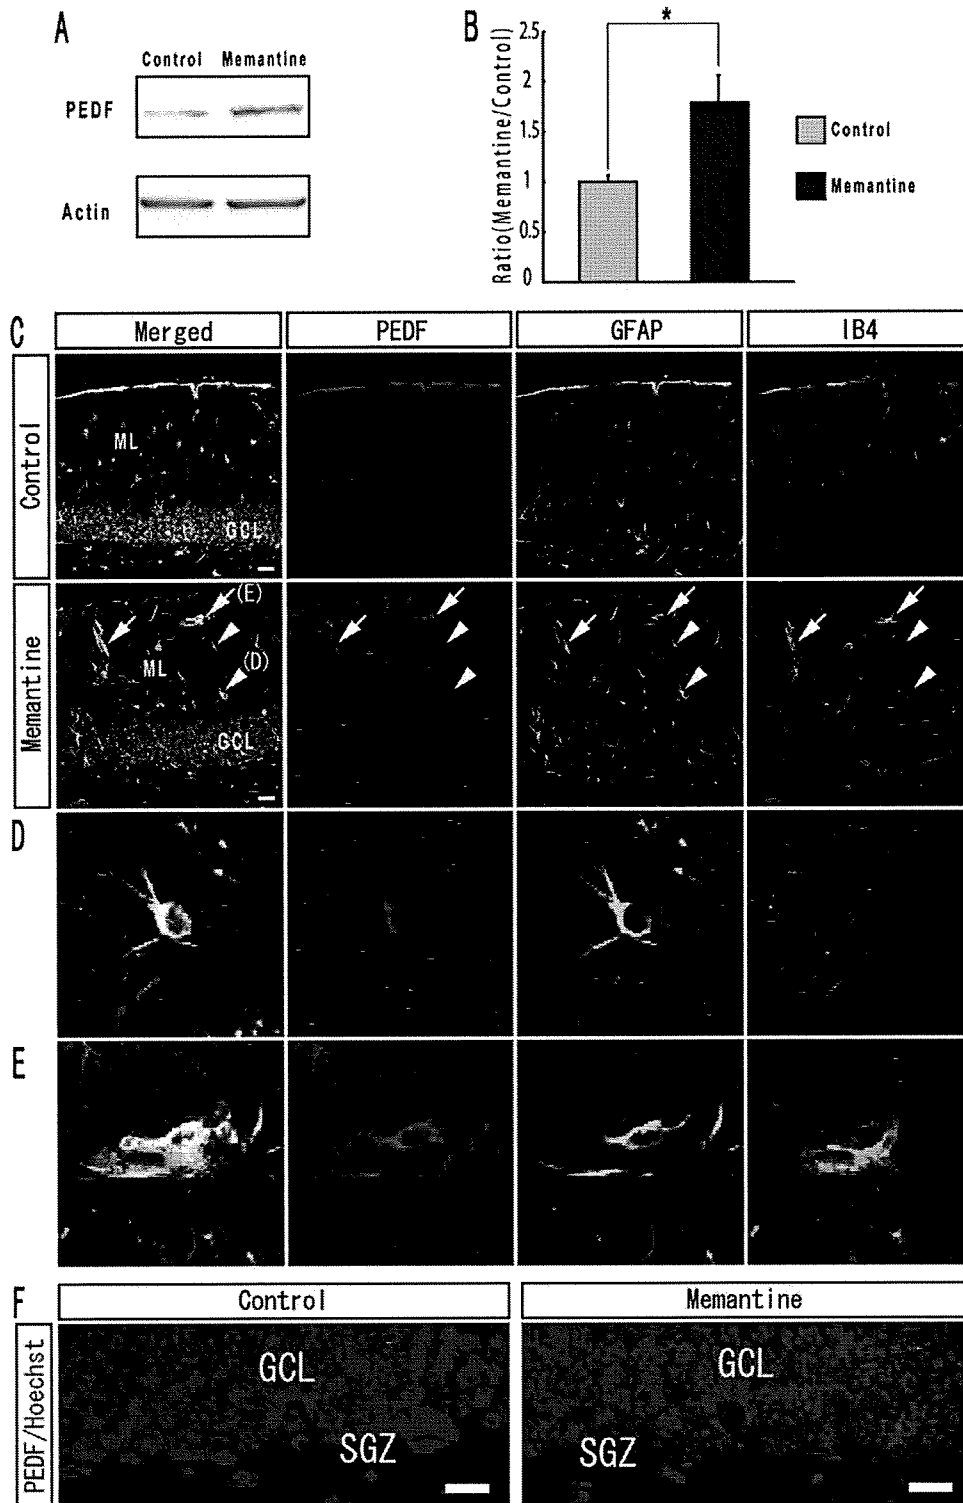 A
Control Memantine
PEDF
Actin
B
*
Ratio(Memantine/Control)
2.5
2
1.5
1
0.5
0
Control
Memantine
C
Merged PEDF GFAP IB4
Control
ML
GCL
Memantine
(E)
(D)
ML
GCL
D
E
F
Control Memantine
PEDF/Hoechst
GCL
SGZ
GCL
SGZ